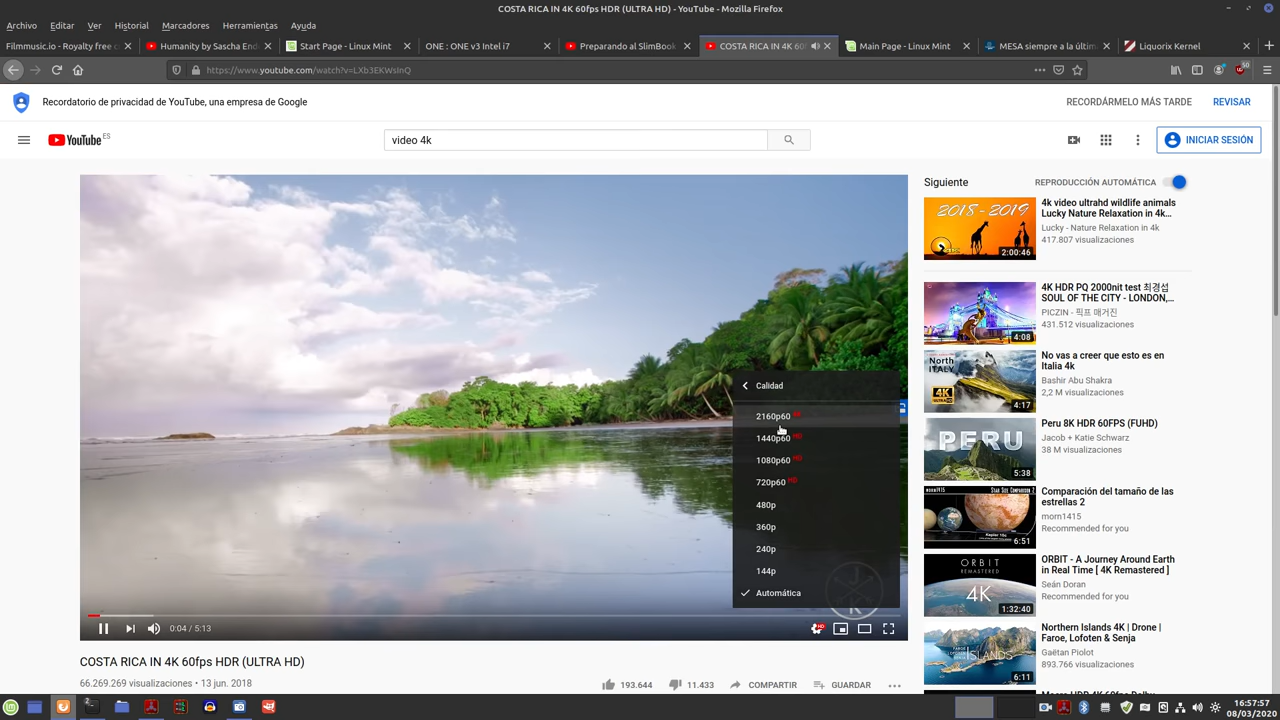 COSTA RICA IN 4K 60fps HDR (ULTRA HD) - YouTube - Mozilla Firefox
Archivo Editar Ver Historial Marcadores Herramientas Ayuda
Filmmusic.io - Royalty free c
Humanity by Sascha End
Start Page - Linux Mint
ONE : ONE v3 Intel i7
Preparando al SlimBook
COSTA RICA IN 4K 60f
Main Page - Linux Mint
MESA siempre a la últim
Liquorix Kernel
https://www.youtube.com/watch?v=LXb3EKWsInQ
50
Recordatorio de privacidad de YouTube, una empresa de Google
RECORDÁRMELO MÁS TARDE
REVISAR
YouTube ES
video 4k
INICIAR SESIÓN
Siguiente
REPRODUCCIÓN AUTOMÁTICA
2018 - 2019
2:00:46
4k video ultrahd wildlife animals
Lucky Nature Relaxation in 4k…
Lucky - Nature Relaxation in 4k
417.807 visualizaciones
4:08
4K HDR PQ 2000nit test 최경섭
SOUL OF THE CITY - LONDON,…
PICZIN - 픽프 매거진
431.512 visualizaciones
North
ITALY
4K
4:17
No vas a creer que esto es en
Italia 4k
Bashir Abu Shakra
2,2 M visualizaciones
PERU
5:38
Peru 8K HDR 60FPS (FUHD)
Jacob + Katie Schwarz
38 M visualizaciones
morn1415
Star Size Comparison 2
6:51
Comparación del tamaño de las
estrellas 2
morn1415
Recommended for you
ORBIT
REMASTERED
4K
1:32:40
ORBIT - A Journey Around Earth
in Real Time [ 4K Remastered ]
Seán Doran
Recommended for you
ISLANDS
6:11
Northern Islands 4K | Drone |
Faroe, Lofoten & Senja
Gaëtan Piolot
893.766 visualizaciones
Calidad
2160p60 4K
1440p60 HD
1080p60 HD
720p60 HD
480p
360p
240p
144p
Automática
0:04 / 5:13
HD
COSTA RICA IN 4K 60fps HDR (ULTRA HD)
66.269.269 visualizaciones • 13 jun. 2018
193.644
11.433
COMPARTIR
GUARDAR
16:57:57
08/03/2020